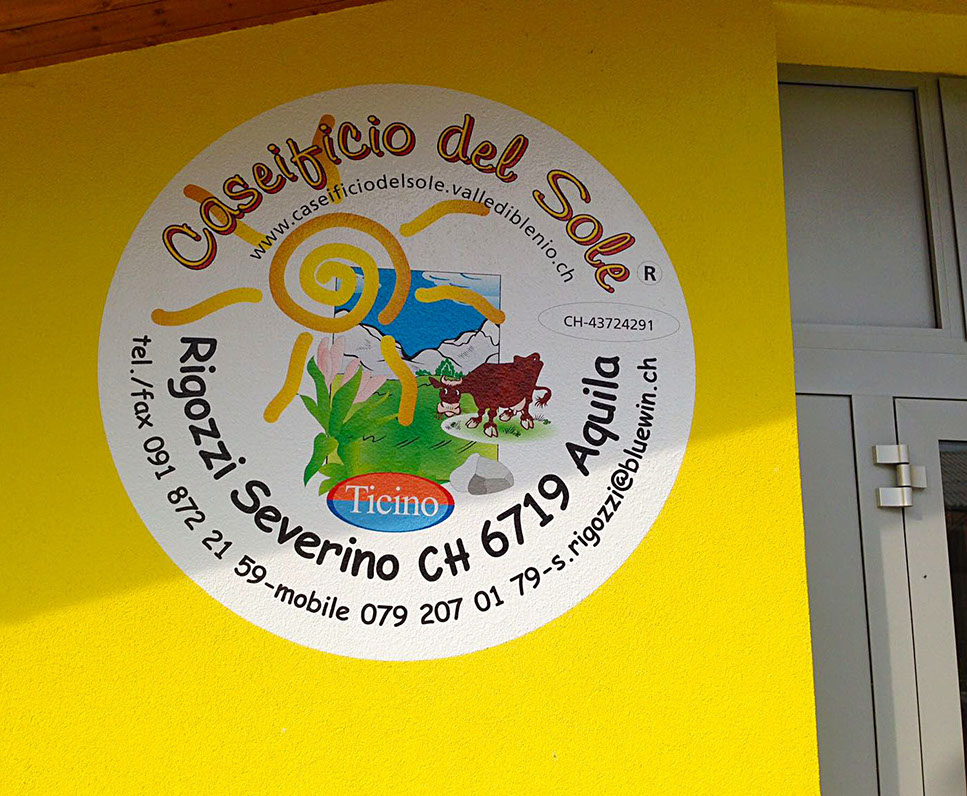 Caseificio del Sole ®
www.caseificiodelsole.vallediblenio.ch
CH-43724291
Ticino
Rigozzi Severino CH 6719 Aquila
tel./fax 091 872 21 59-mobile 079 207 01 79-s.rigozzi@bluewin.ch